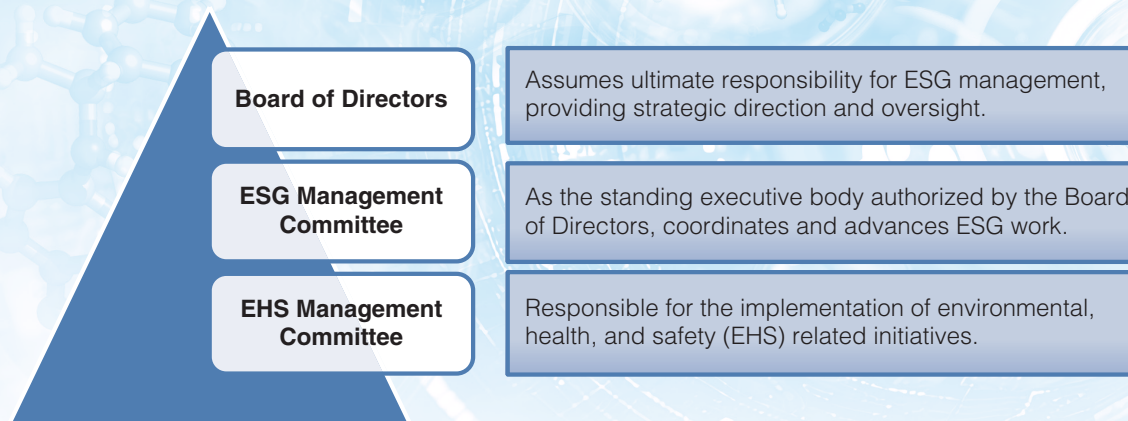 Board of Directors
Assumes ultimate responsibility for ESG management,
providing strategic direction and oversight.
ESG Management
Committee
As the standing executive body authorized by the Board
of Directors, coordinates and advances ESG work.
EHS Management
Committee
Responsible for the implementation of environmental,
health, and safety (EHS) related initiatives.